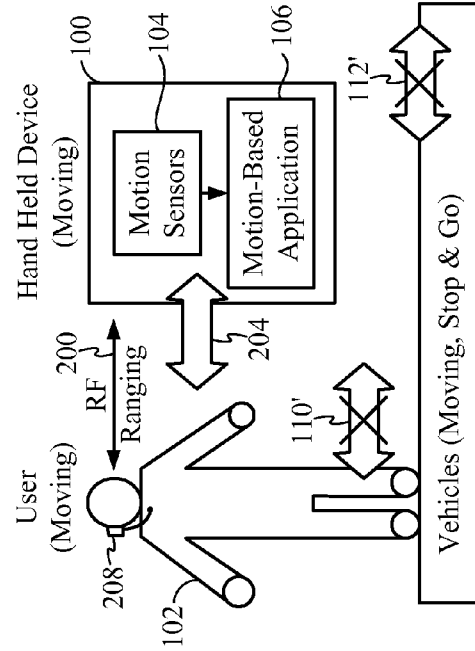 User
(Moving)
208
102
200
RF
Ranging
Hand Held Device
(Moving)
100
104
Motion
Sensors
106
Motion-Based
Application
204
110'
112'
Vehicles (Moving, Stop & Go)